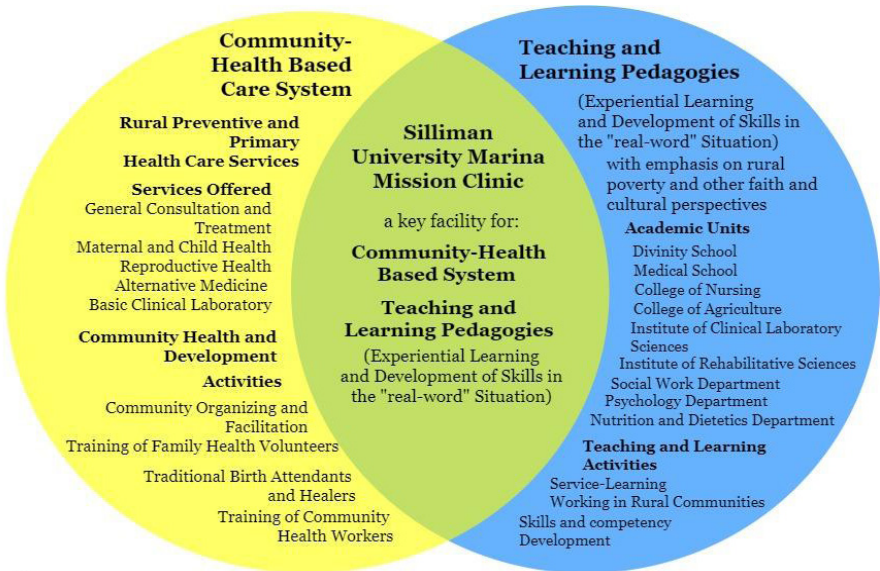 Community-
Health Based
Care System
Rural Preventive and
Primary
Health Care Services
Services Offered
General Consultation and
Treatment
Maternal and Child Health
Reproductive Health
Alternative Medicine
Basic Clinical Laboratory
Community Health and
Development
Activities
Community Organizing and
Facilitation
Training of Family Health Volunteers
Traditional Birth Attendants
and Healers
Training of Community
Health Workers
Silliman
University Marina
Mission Clinic
a key facility for:
Community-Health
Based System
Teaching and
Learning Pedagogies
(Experiential Learning
and Development of Skills in
the "real-word" Situation)
Teaching and
Learning Pedagogies
(Experiential Learning
and Development of Skills in
the "real-word" Situation)
with emphasis on rural
poverty and other faith and
cultural perspectives
Academic Units
Divinity School
Medical School
College of Nursing
College of Agriculture
Institute of Clinical Laboratory
Sciences
Institute of Rehabilitative Sciences
Social Work Department
Psychology Department
Nutrition and Dietetics Department
Teaching and Learning
Activities
Service-Learning
Working in Rural Communities
Skills and competency
Development